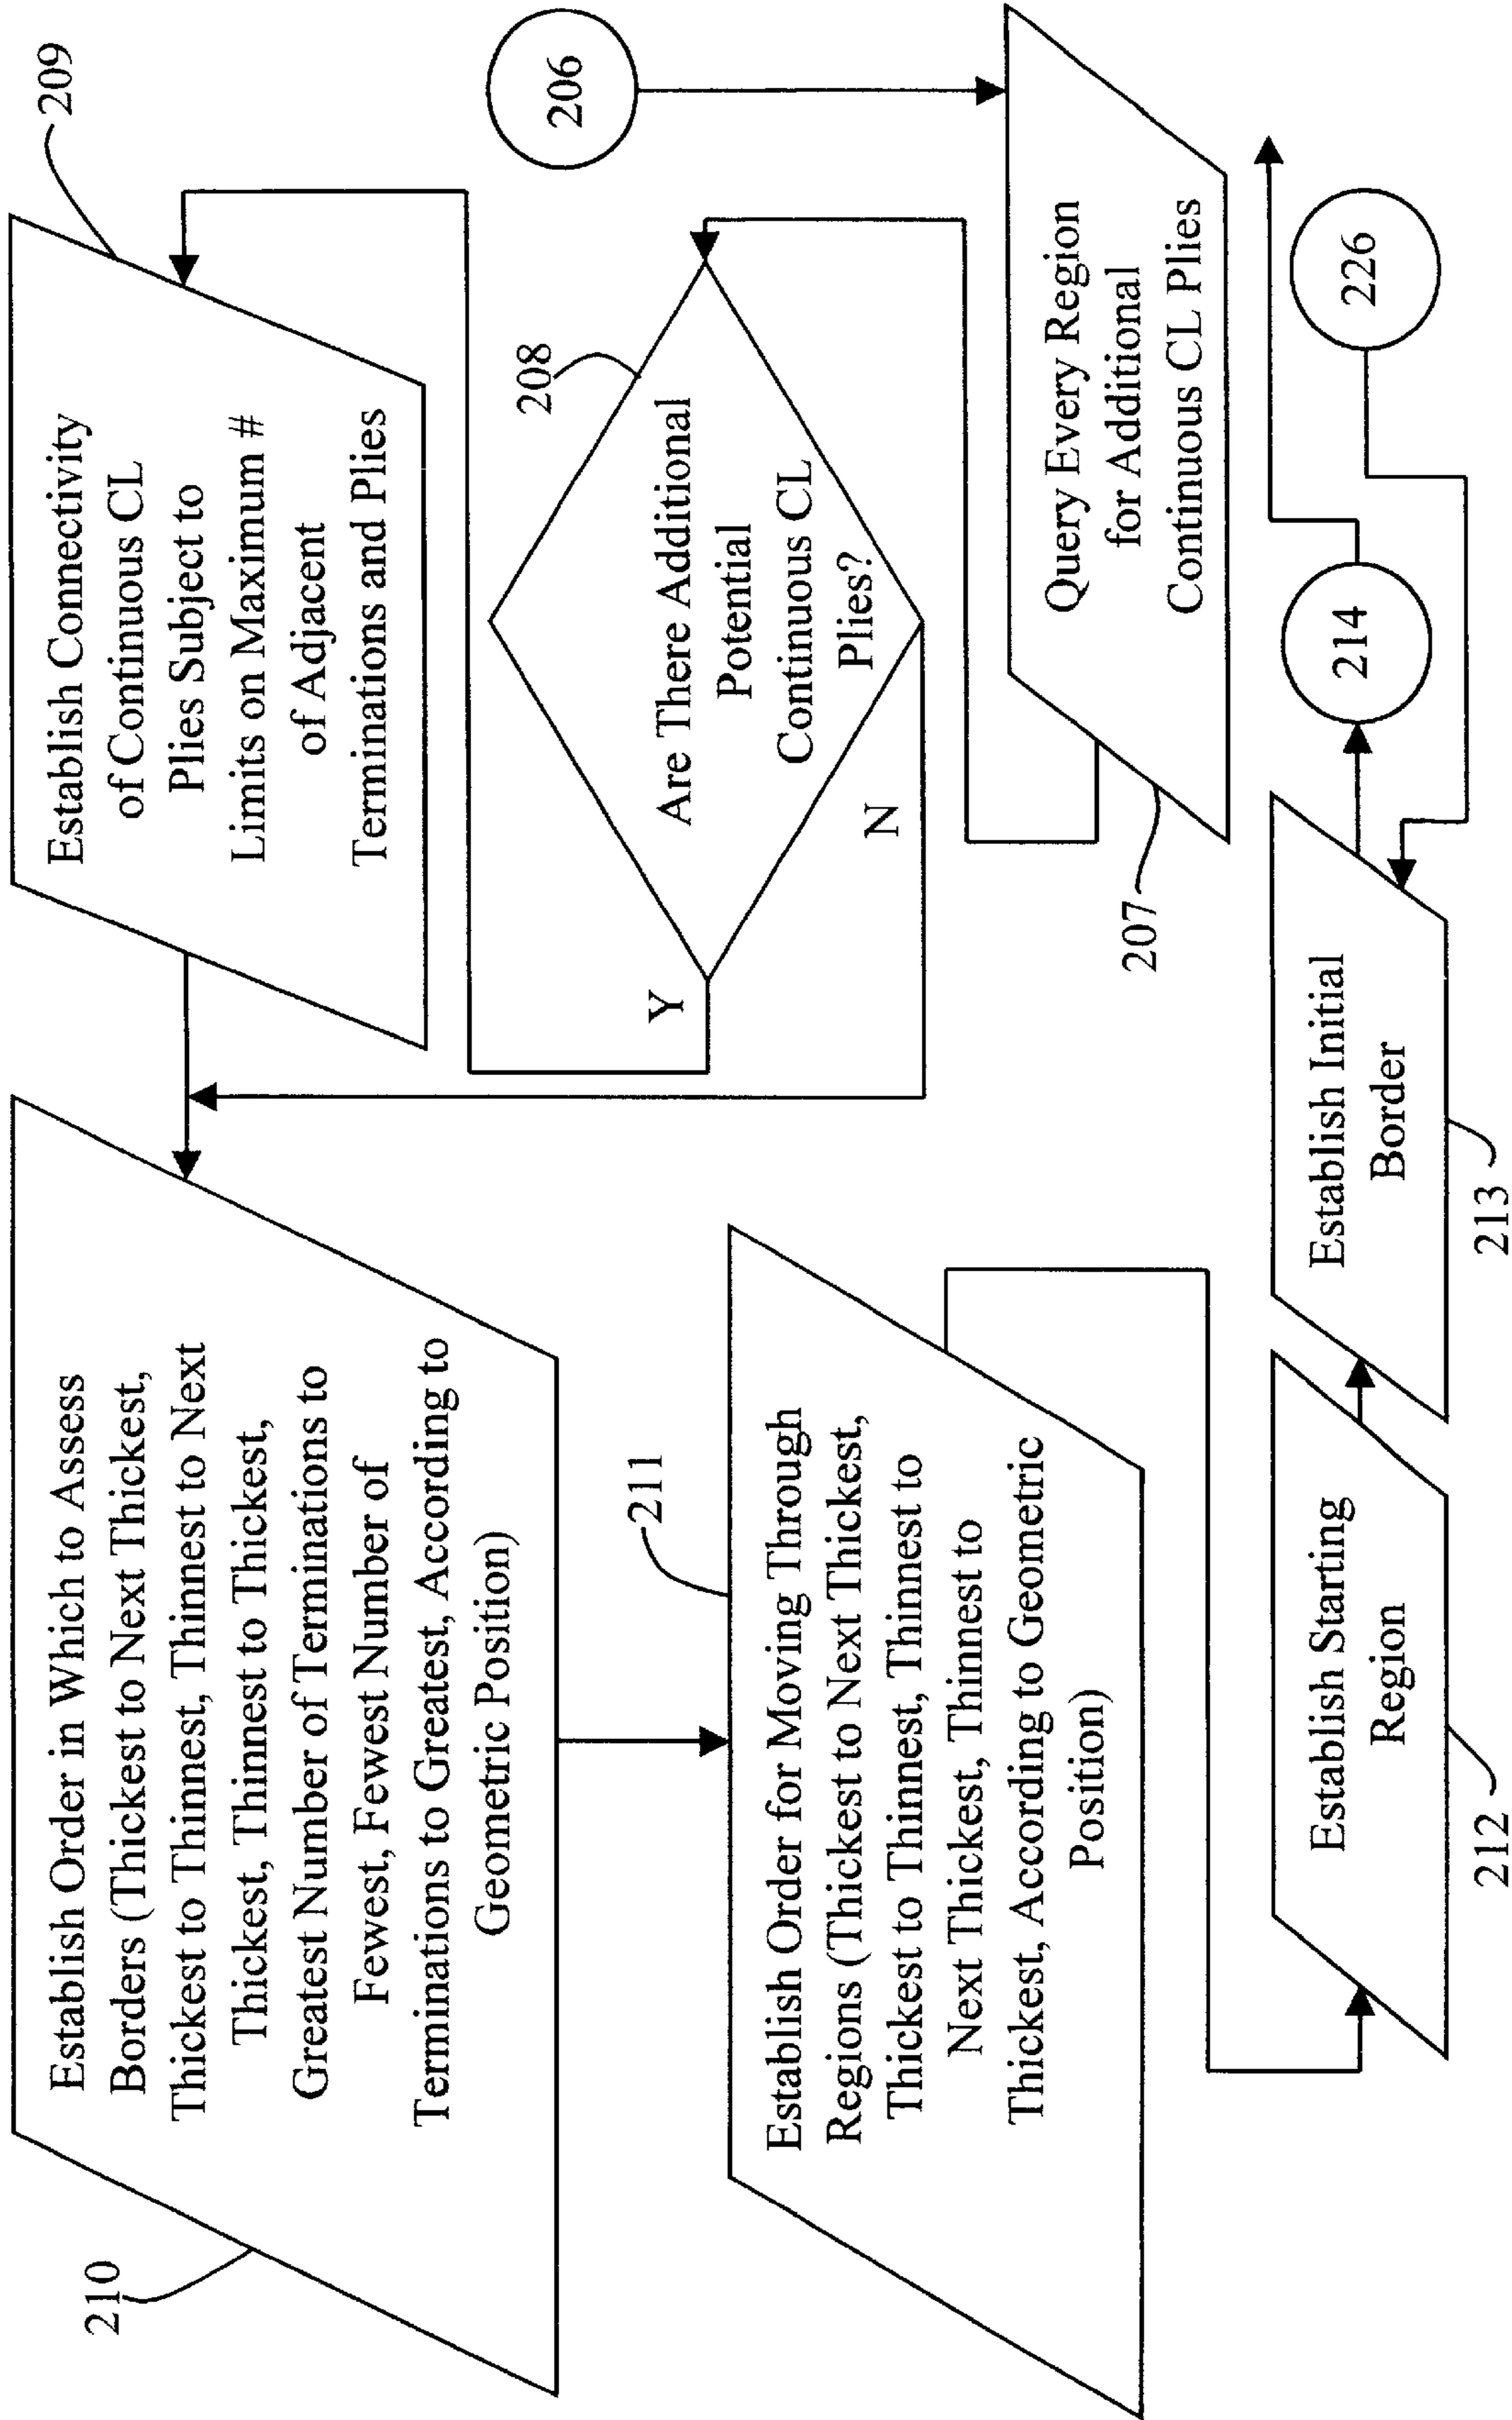 209
Establish Connectivity
of Continuous CL
Plies Subject to
Limits on Maximum #
of Adjacent
Terminations and Plies
206
208
Are There Additional
Potential
Continuous CL
Plies?
Y
N
Query Every Region
for Additional
Continuous CL Plies
207
210
Establish Order in Which to Assess
Borders (Thickest to Next Thickest,
Thickest to Thinnest, Thinnest to Next
Thickest, Thinnest to Thickest,
Greatest Number of Terminations to
Fewest, Fewest Number of
Terminations to Greatest, According to
Geometric Position)
211
Establish Order for Moving Through
Regions (Thickest to Next Thickest,
Thickest to Thinnest, Thinnest to
Next Thickest, Thinnest to
Thickest, According to Geometric
Position)
Establish Starting
Region
212
Establish Initial
Border
213
214
226